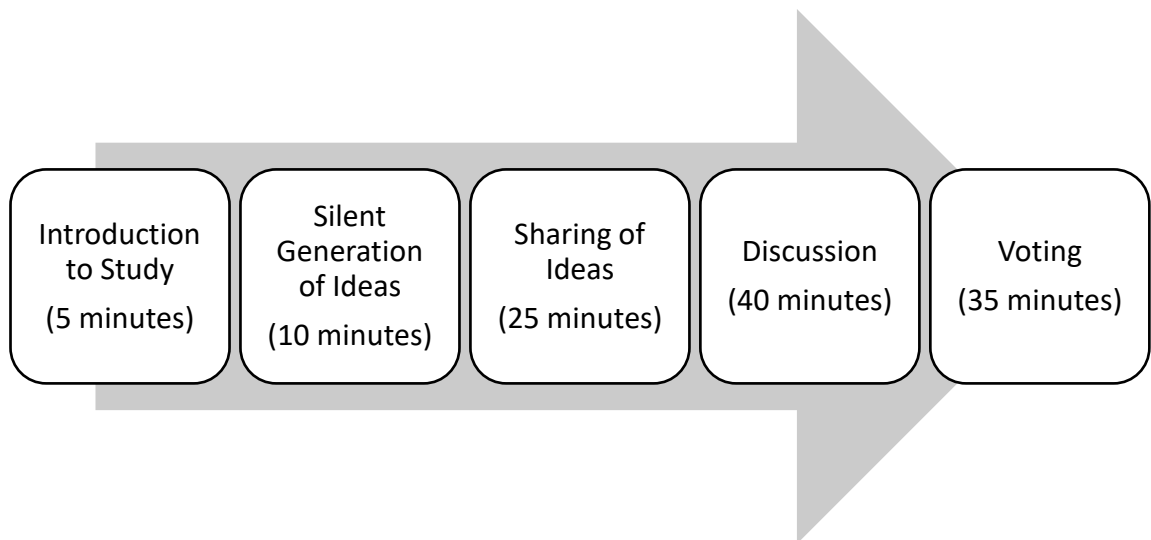 Introduction
to Study
(5 minutes)
Silent
Generation
of Ideas
(10 minutes)
Sharing of
Ideas
(25 minutes)
Discussion
(40 minutes)
Voting
(35 minutes)